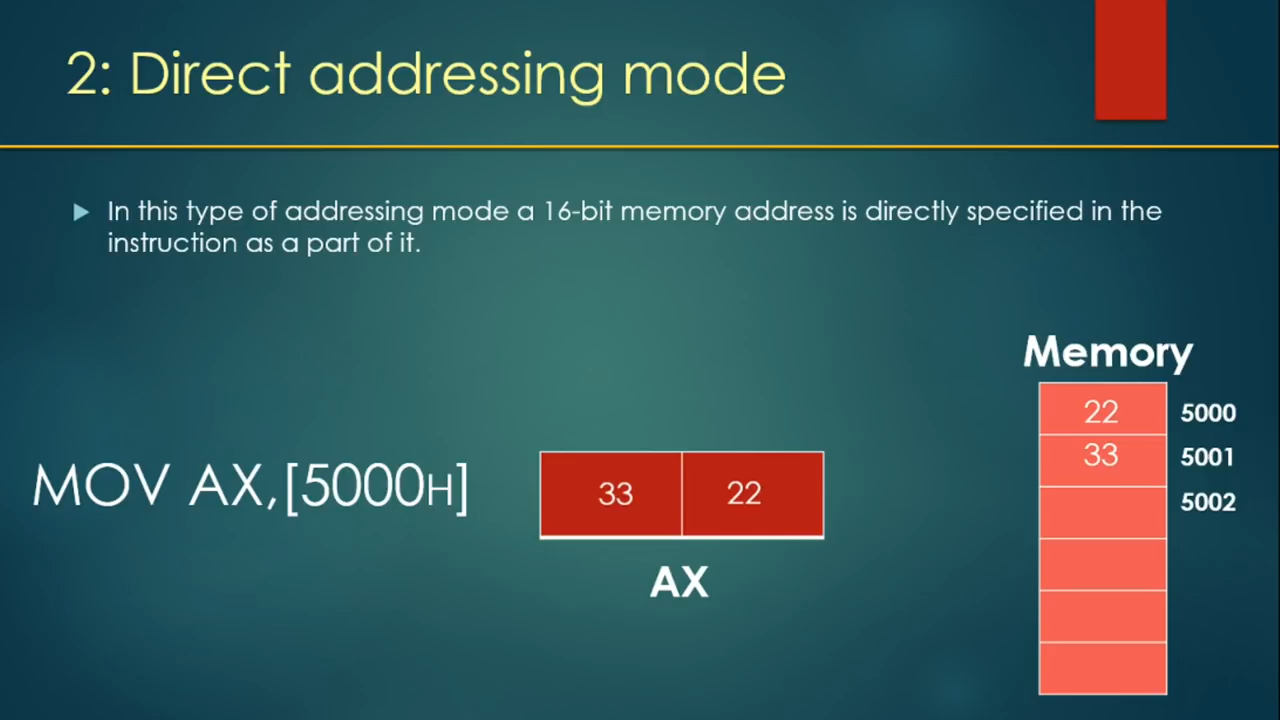 2: Direct addressing mode
In this type of addressing mode a 16-bit memory address is directly specified in the
instruction as a part of it.
Memory
22 5000
33 5001
5002
MOV AX,[5000H]
33 22
AX